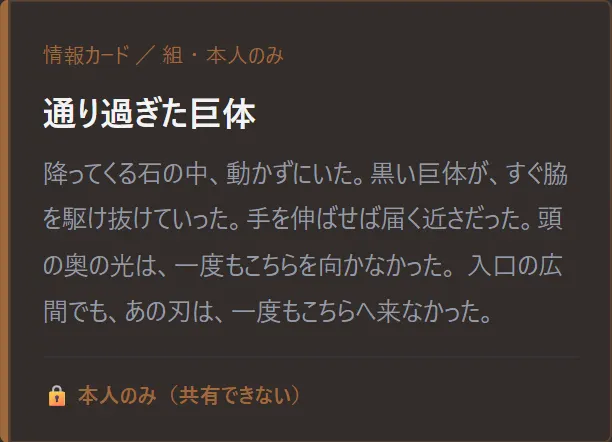 情報カード ／ 組 · 本人のみ
通り過ぎた巨体
降ってくる石の中、動かずにいた。黒い巨体が、すぐ脇
を駆け抜けていった。手を伸ばせば届く近さだった。頭
の奥の光は、一度もこちらを向かなかった。 入口の広
間でも、あの刃は、一度もこちらへ来なかった。
🔒 本人のみ（共有できない）